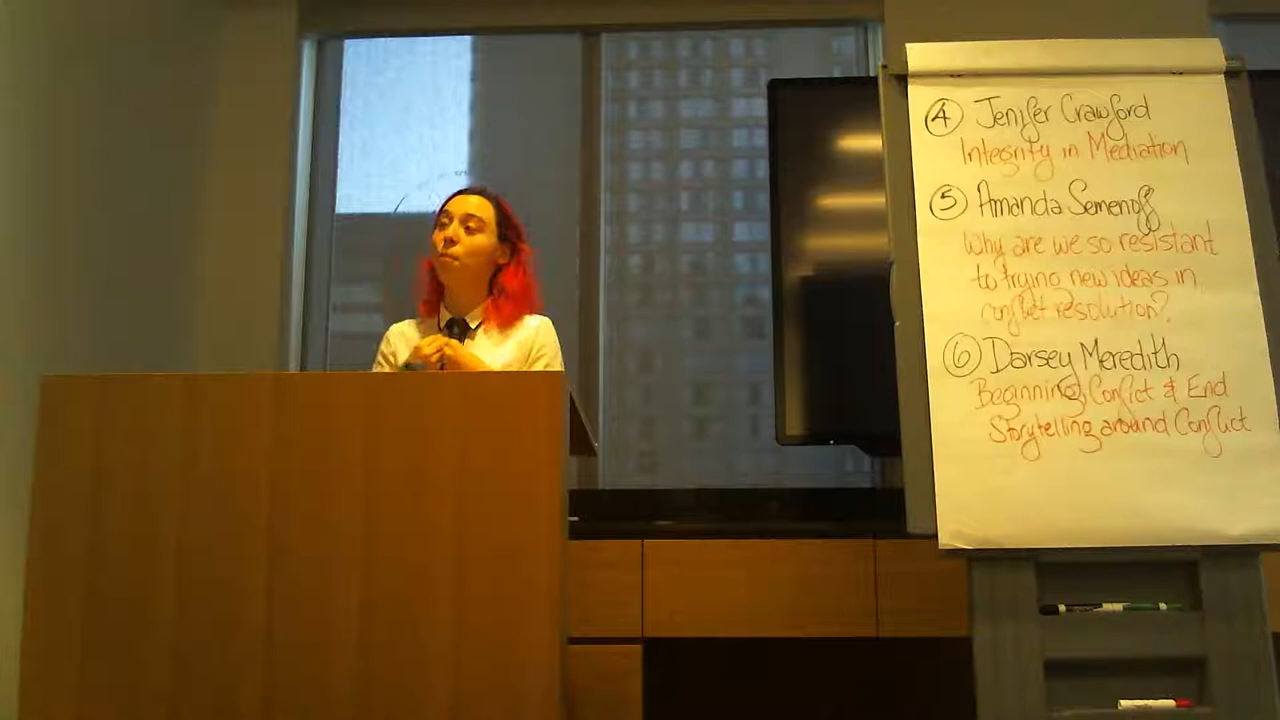 ④ Jenifer Crawford
Integrity in Mediation
⑤ Amanda Semenoff
Why are we so resistant
to trying new ideas in
conflict resolution?
⑥ Darsey Meredith
Beginning, Conflict & End
Storytelling around Conflict